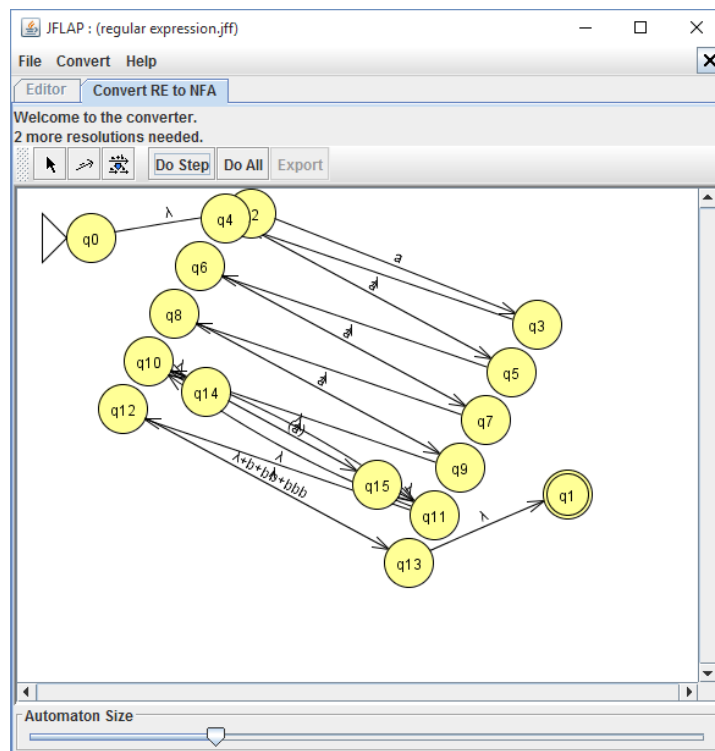 JFLAP : (regular expression.jff)
File Convert Help
Editor Convert RE to NFA
Welcome to the converter.
2 more resolutions needed.
Do Step Do All Export
q0
λ
q4
2
a
q6
q3
q8
q5
q10
q14
q7
q12
(a)
λ
q9
λ+b+bb+bbb
q15
q11
λ
q1
q13
Automaton Size